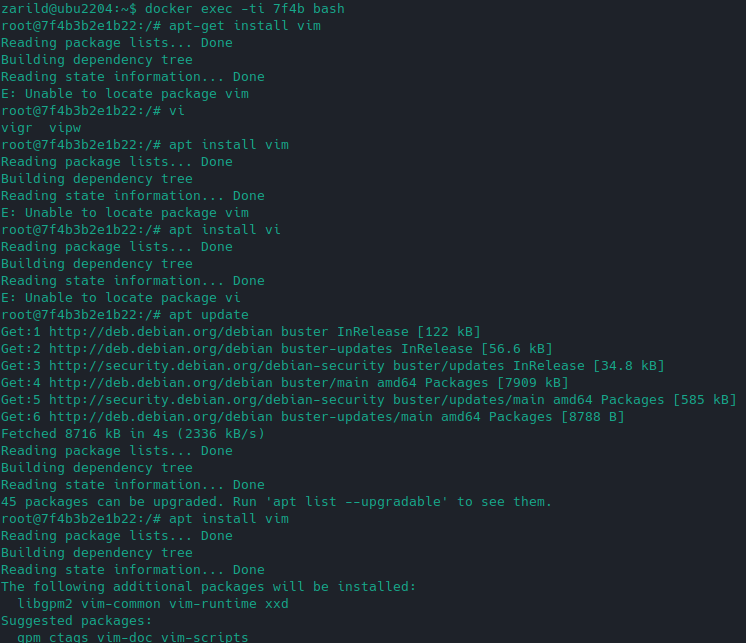 zarild@ubu2204:~$ docker exec -ti 7f4b bash
root@7f4b3b2e1b22:/# apt-get install vim
Reading package lists... Done
Building dependency tree
Reading state information... Done
E: Unable to locate package vim
root@7f4b3b2e1b22:/# vi
vigr  vipw
root@7f4b3b2e1b22:/# apt install vim
Reading package lists... Done
Building dependency tree
Reading state information... Done
E: Unable to locate package vim
root@7f4b3b2e1b22:/# apt install vi
Reading package lists... Done
Building dependency tree
Reading state information... Done
E: Unable to locate package vi
root@7f4b3b2e1b22:/# apt update
Get:1 http://deb.debian.org/debian buster InRelease [122 kB]
Get:2 http://deb.debian.org/debian buster-updates InRelease [56.6 kB]
Get:3 http://security.debian.org/debian-security buster/updates InRelease [34.8 kB]
Get:4 http://deb.debian.org/debian buster/main amd64 Packages [7909 kB]
Get:5 http://security.debian.org/debian-security buster/updates/main amd64 Packages [585 kB]
Get:6 http://deb.debian.org/debian buster-updates/main amd64 Packages [8788 B]
Fetched 8716 kB in 4s (2336 kB/s)
Reading package lists... Done
Building dependency tree
Reading state information... Done
45 packages can be upgraded. Run 'apt list --upgradable' to see them.
root@7f4b3b2e1b22:/# apt install vim
Reading package lists... Done
Building dependency tree
Reading state information... Done
The following additional packages will be installed:
  libgpm2 vim-common vim-runtime xxd
Suggested packages:
  gpm ctags vim-doc vim-scripts